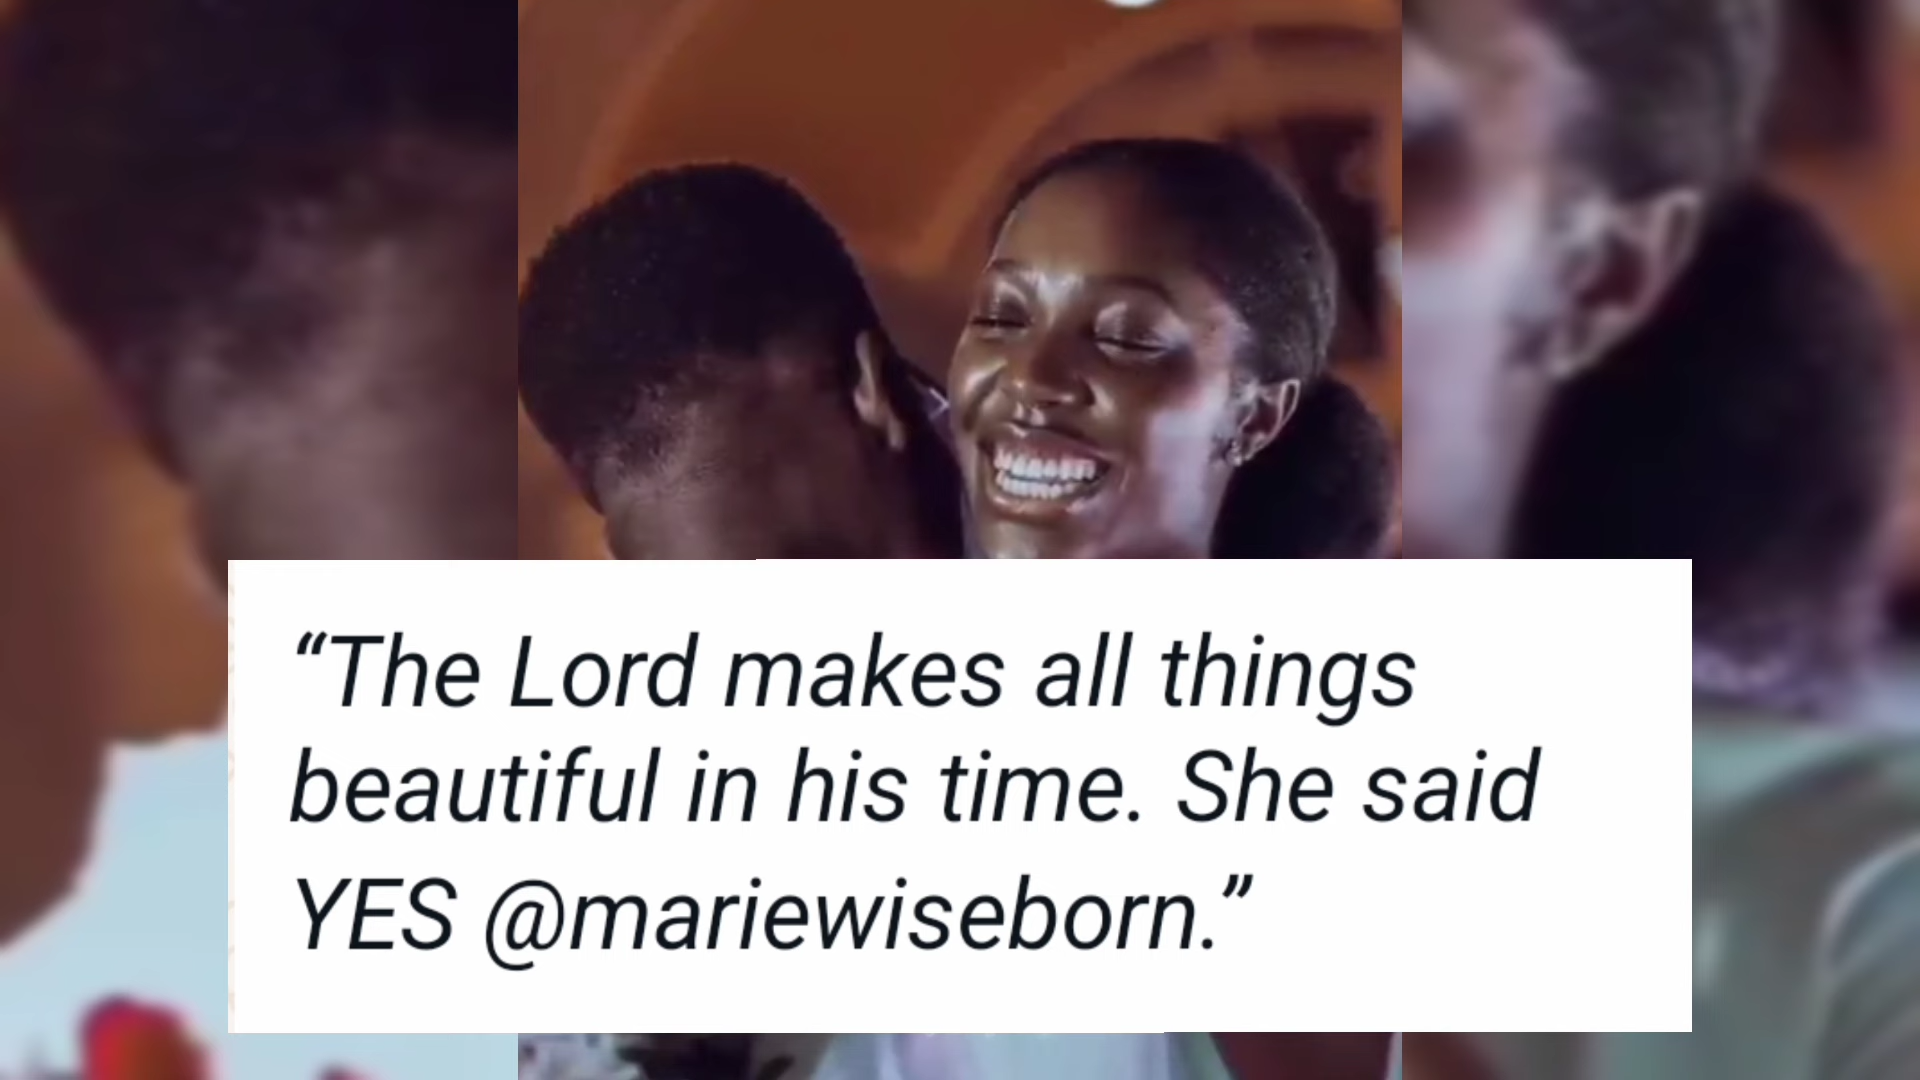 “The Lord makes all things
beautiful in his time. She said
YES @mariewiseborn.”